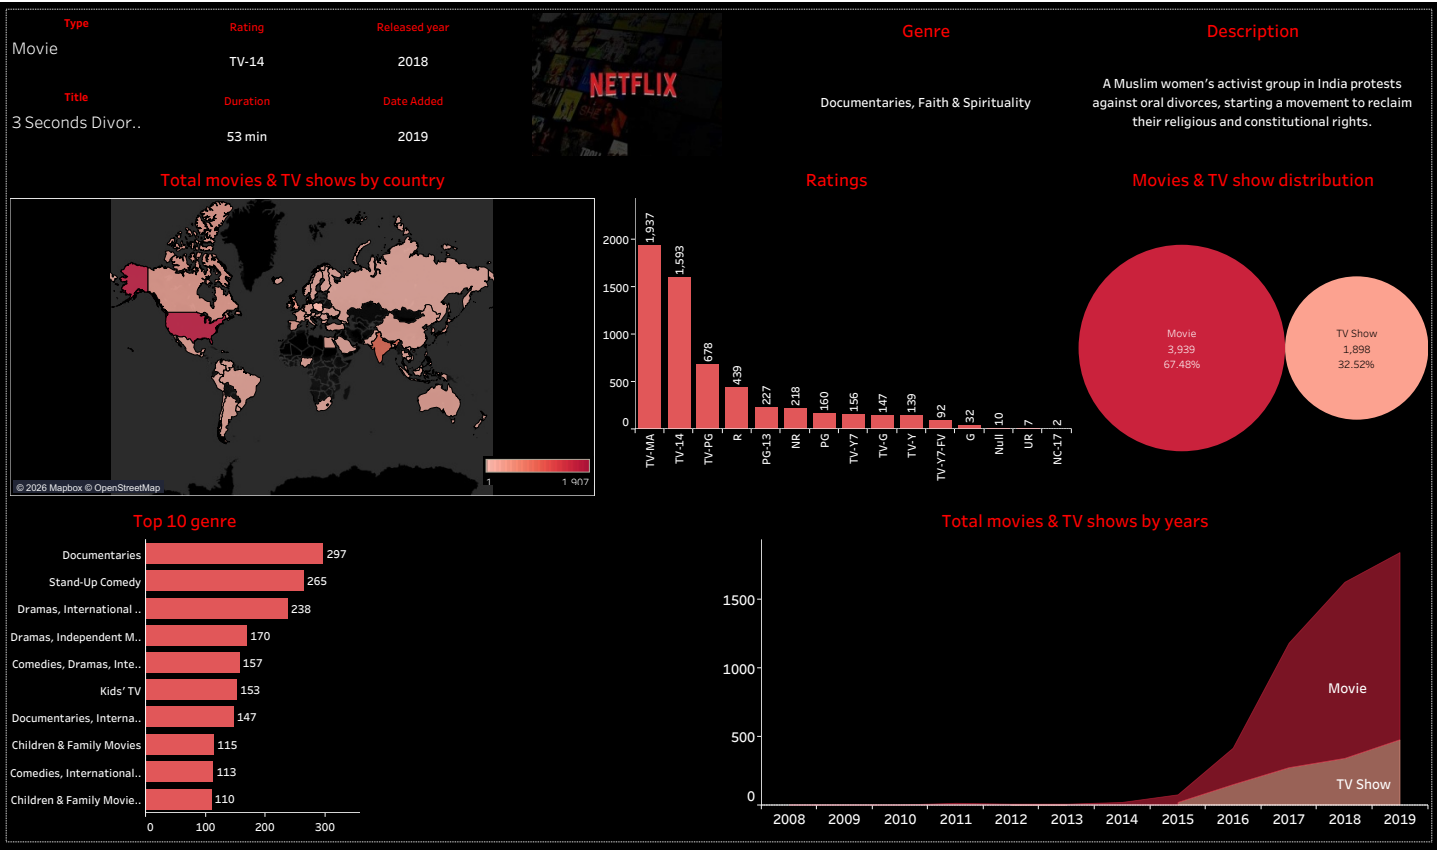 Type
Movie
Rating
TV-14
Released year
2018
Title
3 Seconds Divor..
Duration
53 min
Date Added
2019
NETFLIX
Genre
Documentaries, Faith & Spirituality
Description
A Muslim women's activist group in India protests
against oral divorces, starting a movement to reclaim
their religious and constitutional rights.
Total movies & TV shows by country
© 2026 Mapbox © OpenStreetMap
1
1,907
Ratings
2000
1500
1000
500
0
1,937
1,593
678
439
227
218
160
156
147
139
92
32
10
7
2
TV-MA
TV-14
TV-PG
R
PG-13
NR
PG
TV-Y7
TV-G
TV-Y
TV-Y7-FV
G
Null
UR
NC-17
Movies & TV show distribution
Movie
3,939
67.48%
TV Show
1,898
32.52%
Top 10 genre
Documentaries 297
Stand-Up Comedy 265
Dramas, International .. 238
Dramas, Independent M.. 170
Comedies, Dramas, Inte.. 157
Kids' TV 153
Documentaries, Interna.. 147
Children & Family Movies 115
Comedies, International.. 113
Children & Family Movie.. 110
0 100 200 300
Total movies & TV shows by years
1500
1000
500
0
Movie
TV Show
2008 2009 2010 2011 2012 2013 2014 2015 2016 2017 2018 2019